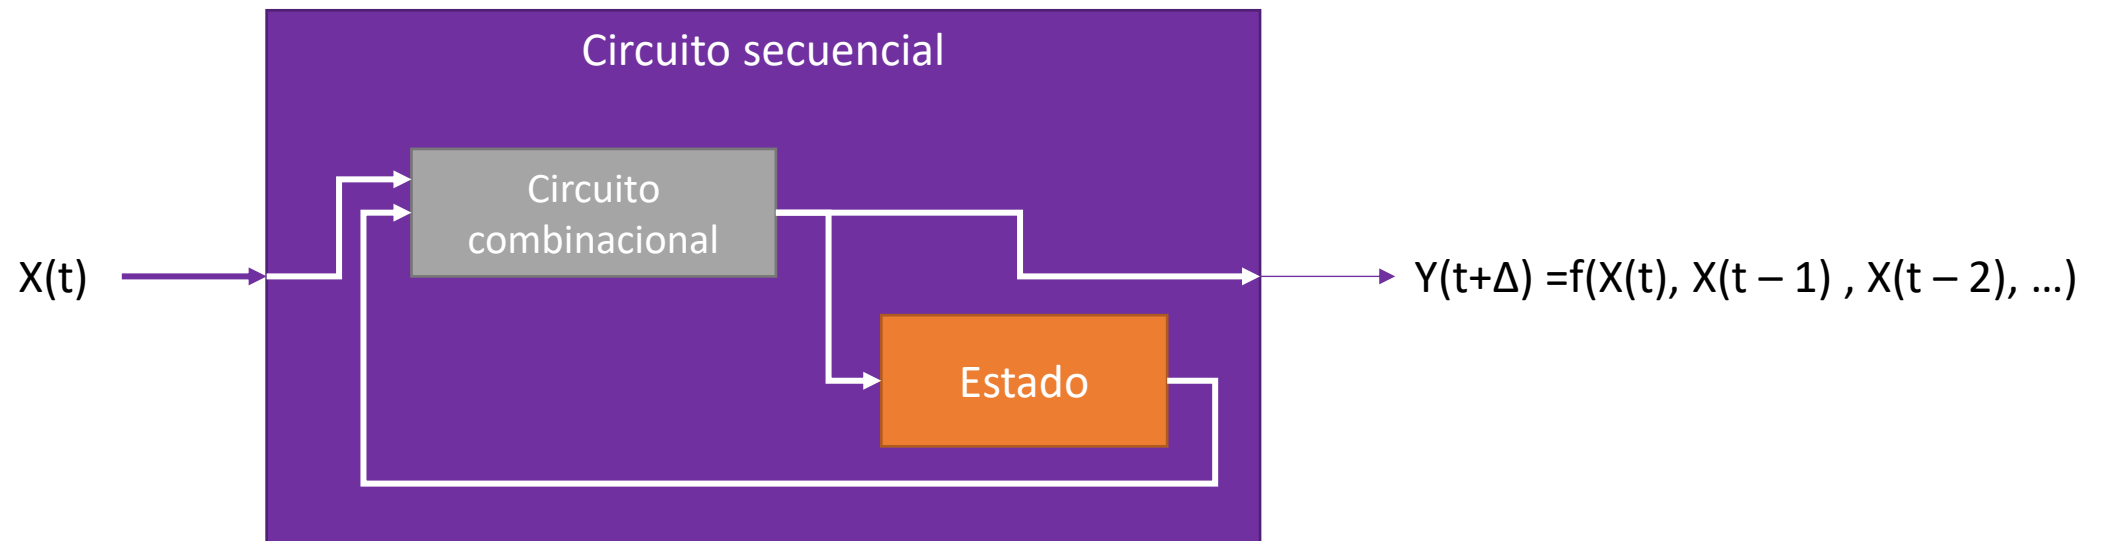 Circuito secuencial
Circuito
combinacional
X(t)
Y(t+Δ) =f(X(t), X(t – 1) , X(t – 2), …)
Estado